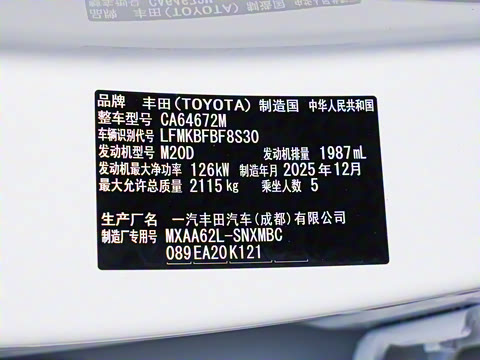 品牌 丰田(TOYOTA) 制造国 中华人民共和国
整车型号 CA64672M
车辆识别代号 LFMKBFBF8S30
发动机型号 M20D 发动机排量 1987 mL
发动机最大净功率 126kW 制造年月 2025年12月
最大允许总质量 2115kg 乘坐人数 5
生产厂名 一汽丰田汽车(成都)有限公司
制造厂专用号 MXAA62L-SNXMBC
089EA20K121